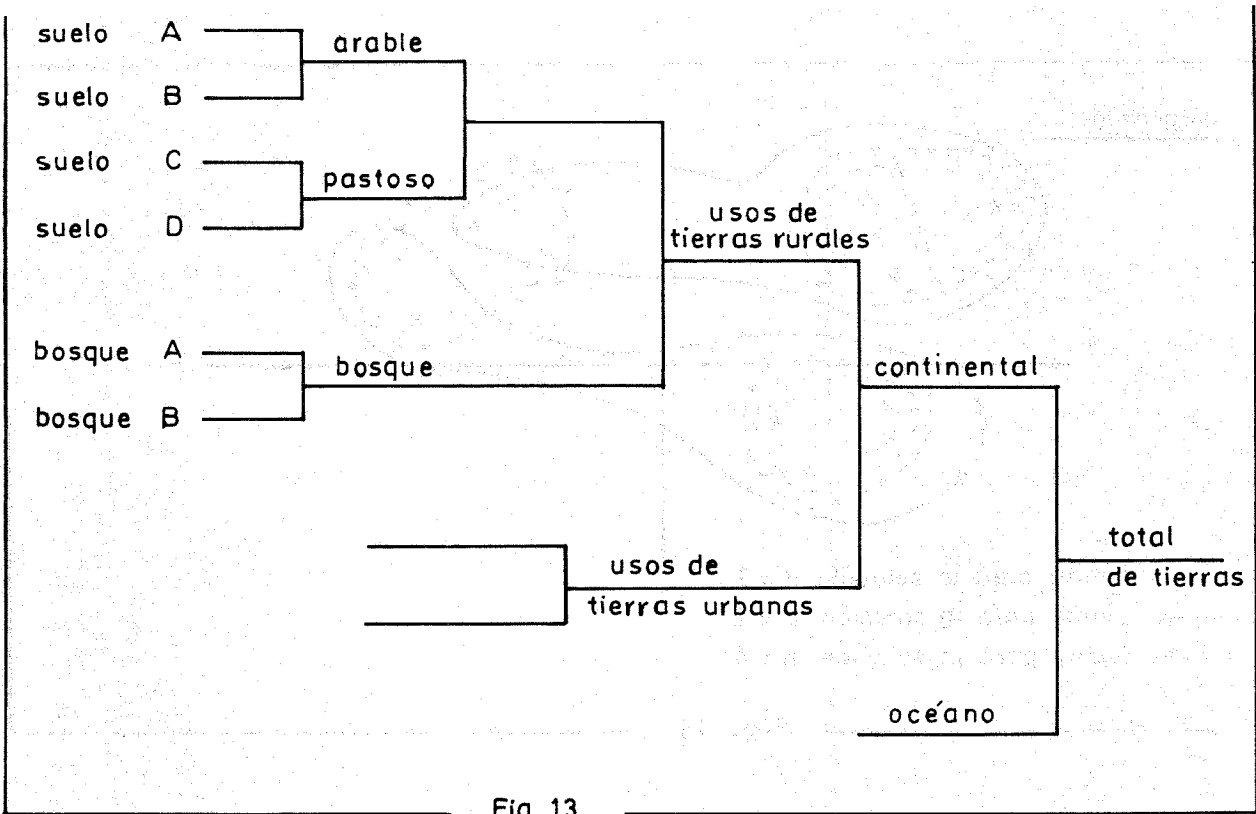 suelo A
arable
suelo B
suelo C
pastoso
suelo D
usos de
tierras rurales
bosque A
bosque
bosque B
continental
total
de tierras
usos de
tierras urbanas
océano
Fig. 13